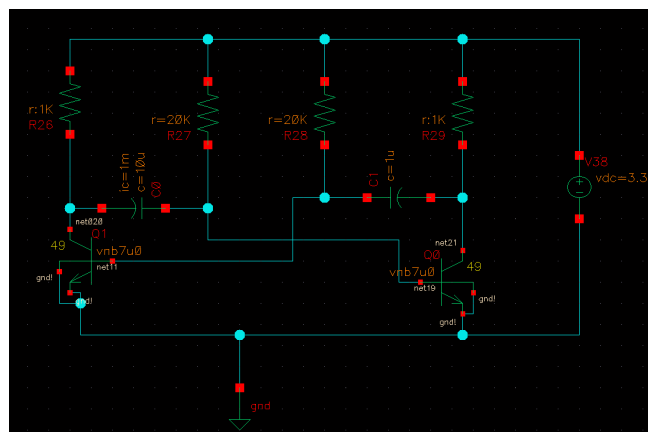 r:1K
R26
r=20K
R27
r=20K
R28
r:1K
R29
V38
vdc=3.3
ic=1m
c=10u
C0
C1
c=1u
net020
Q1
49
vnb7u0
net11
gnd!
gnd!
net21
Q0
49
vnb7u0
net19
gnd!
gnd!
gnd